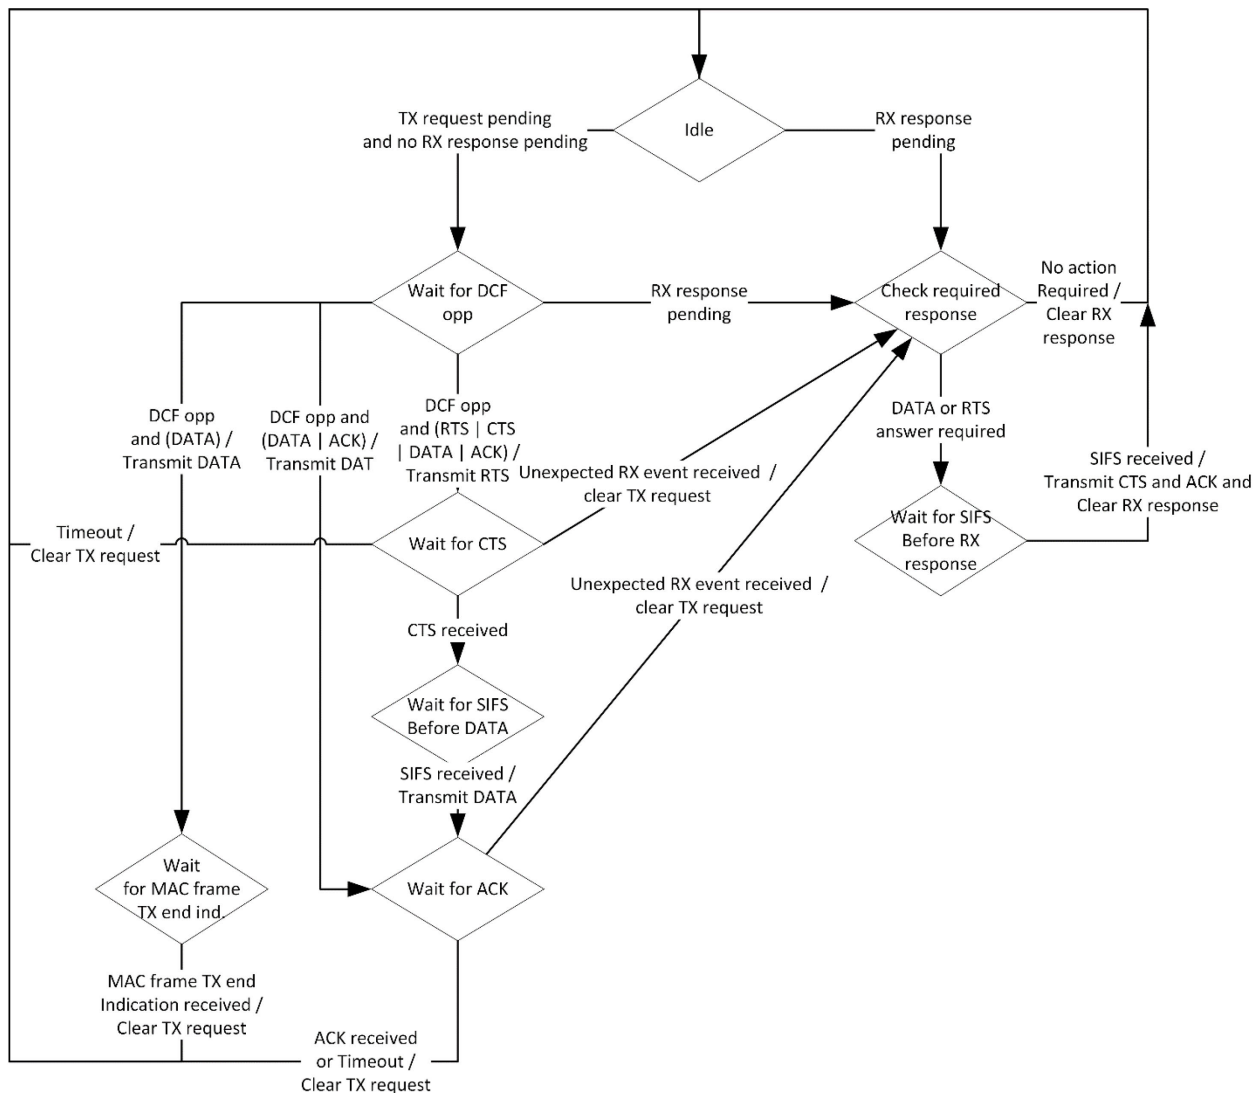 Idle
TX request pending
and no RX response pending
RX response
pending
Wait for DCF
opp
RX response
pending
Check required
response
No action
Required /
Clear RX
response
DCF opp
and (DATA) /
Transmit DATA
DCF opp and
(DATA | ACK) /
Transmit DAT
DCF opp
and (RTS | CTS
| DATA | ACK) /
Transmit RTS
DATA or RTS
answer required
Unexpected RX event received /
clear TX request
SIFS received /
Transmit CTS and ACK and
Clear RX response
Timeout /
Clear TX request
Wait for CTS
Wait for SIFS
Before RX
response
Unexpected RX event received /
clear TX request
CTS received
Wait for SIFS
Before DATA
SIFS received /
Transmit DATA
Wait
for MAC frame
TX end ind.
Wait for ACK
MAC frame TX end
Indication received /
Clear TX request
ACK received
or Timeout /
Clear TX request